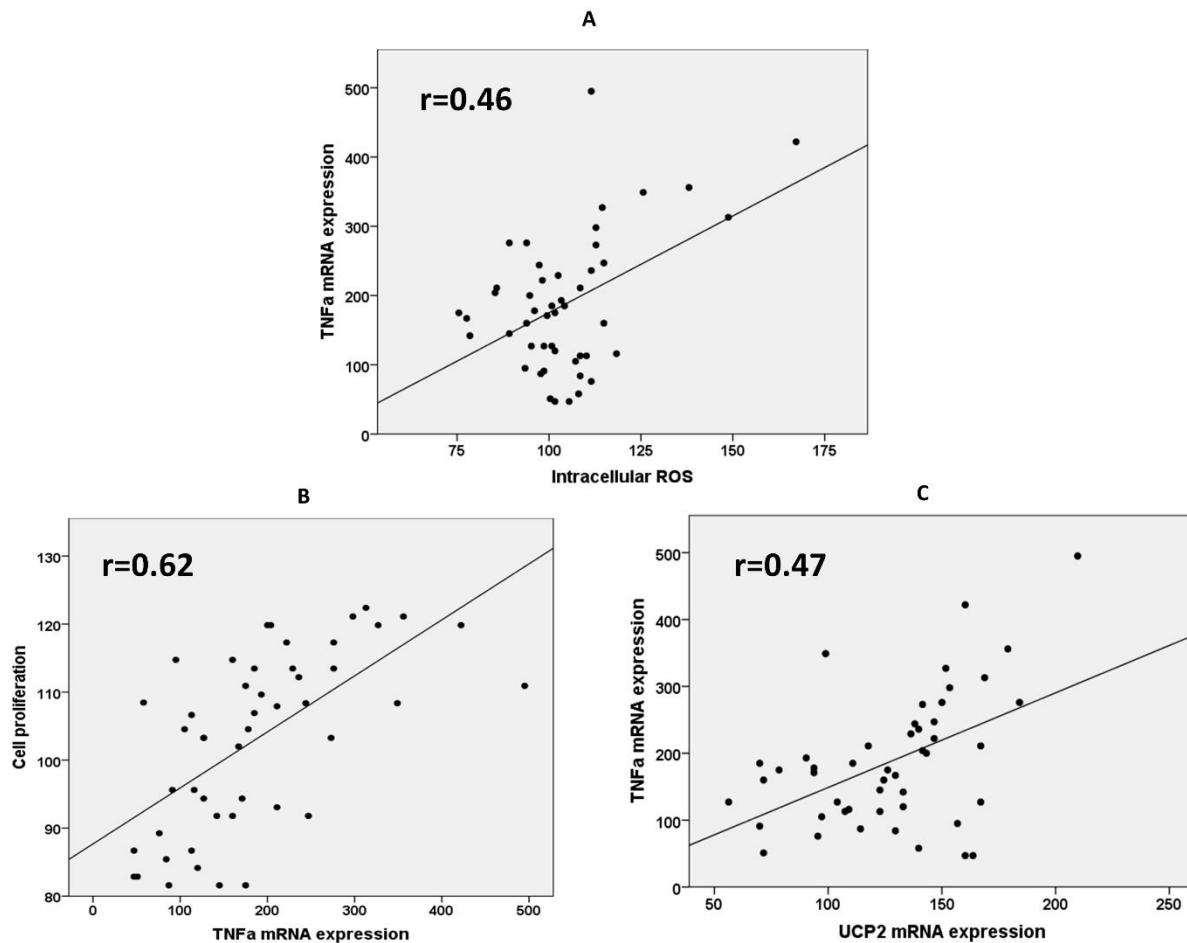 A
r=0.46
TNFa mRNA expression
500
400
300
200
100
0
75
100
125
150
175
Intracellular ROS
B
r=0.62
Cell proliferation
130
120
110
100
90
80
0
100
200
300
400
500
TNFa mRNA expression
C
r=0.47
TNFa mRNA expression
500
400
300
200
100
0
50
100
150
200
250
UCP2 mRNA expression